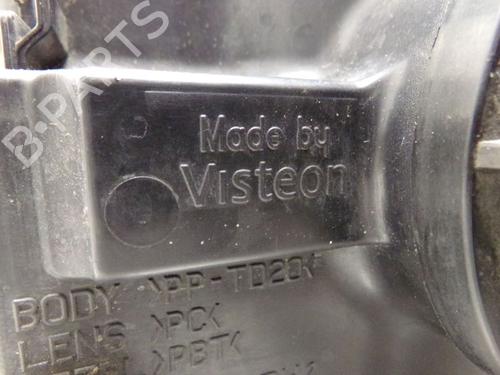 B-PARTS
Made by
Visteon
BODY >PP-TD20<
LENS >PC<
>PBT<